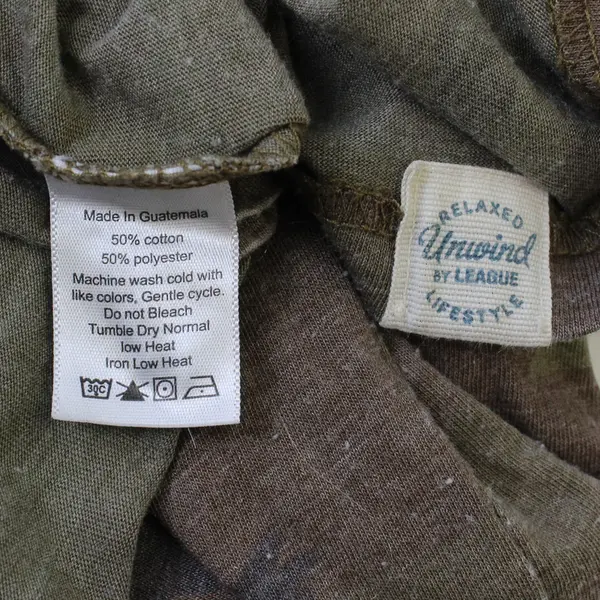 Made In Guatemala
50% cotton
50% polyester
Machine wash cold with
like colors, Gentle cycle.
Do not Bleach
Tumble Dry Normal
low Heat
Iron Low Heat
30C
RELAXED
Unwind
BY LEAGUE
LIFESTYLE